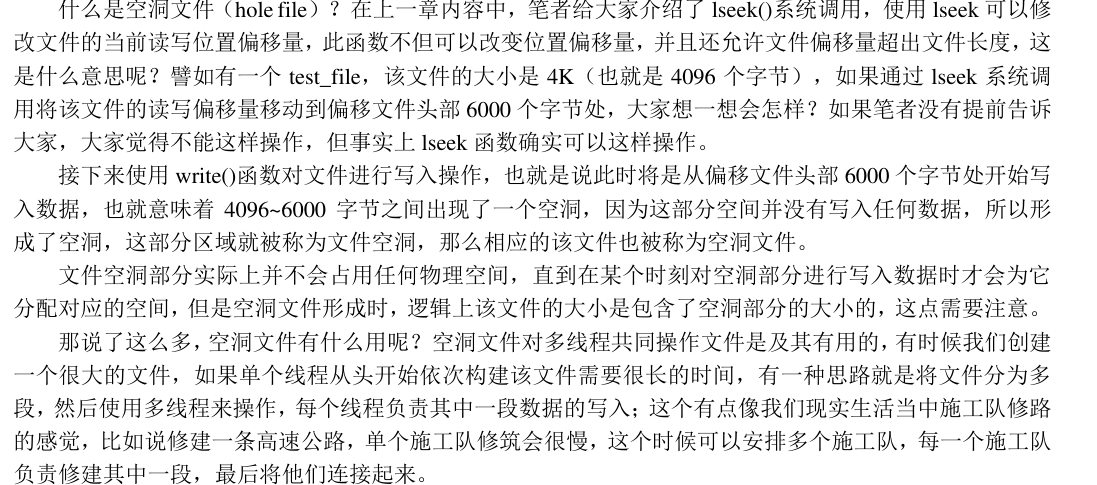 什么是空洞文件（hole file）？在上一章内容中，笔者给大家介绍了 lseek()系统调用，使用 lseek 可以修
改文件的当前读写位置偏移量，此函数不但可以改变位置偏移量，并且还允许文件偏移量超出文件长度，这
是什么意思呢？譬如有一个 test_file，该文件的大小是 4K（也就是 4096 个字节），如果通过 lseek 系统调
用将该文件的读写偏移量移动到偏移文件头部 6000 个字节处，大家想一想会怎样？如果笔者没有提前告诉
大家，大家觉得不能这样操作，但事实上 lseek 函数确实可以这样操作。
接下来使用 write()函数对文件进行写入操作，也就是说此时将是从偏移文件头部 6000 个字节处开始写
入数据，也就意味着 4096~6000 字节之间出现了一个空洞，因为这部分空间并没有写入任何数据，所以形
成了空洞，这部分区域就被称为文件空洞，那么相应的该文件也被称为空洞文件。
文件空洞部分实际上并不会占用任何物理空间，直到在某个时刻对空洞部分进行写入数据时才会为它
分配对应的空间，但是空洞文件形成时，逻辑上该文件的大小是包含了空洞部分的大小的，这点需要注意。
那说了这么多，空洞文件有什么用呢？空洞文件对多线程共同操作文件是及其有用的，有时候我们创建
一个很大的文件，如果单个线程从头开始依次构建该文件需要很长的时间，有一种思路就是将文件分为多
段，然后使用多线程来操作，每个线程负责其中一段数据的写入；这个有点像我们现实生活当中施工队修路
的感觉，比如说修建一条高速公路，单个施工队修筑会很慢，这个时候可以安排多个施工队，每一个施工队
负责修建其中一段，最后将他们连接起来。